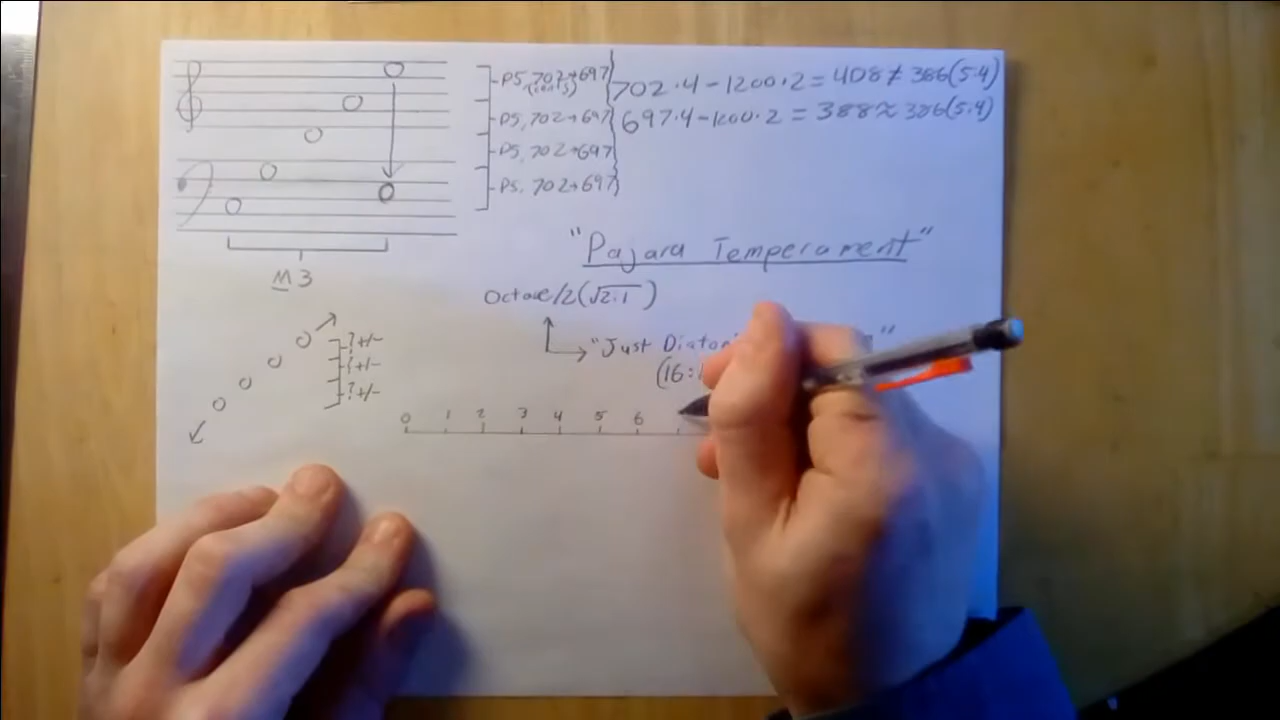 P5, 702→697
(cents)
P5, 702→697
P5, 702→697
P5, 702→697
702·4-1200·2=408≠386(5:4)
697·4-1200·2=388≈386(5:4)
M3
"Pajara Temperament"
Octave/2(√2:1)
"Just
(16:
?+/-
?+/-
?+/-
0 1 2 3 4 5 6